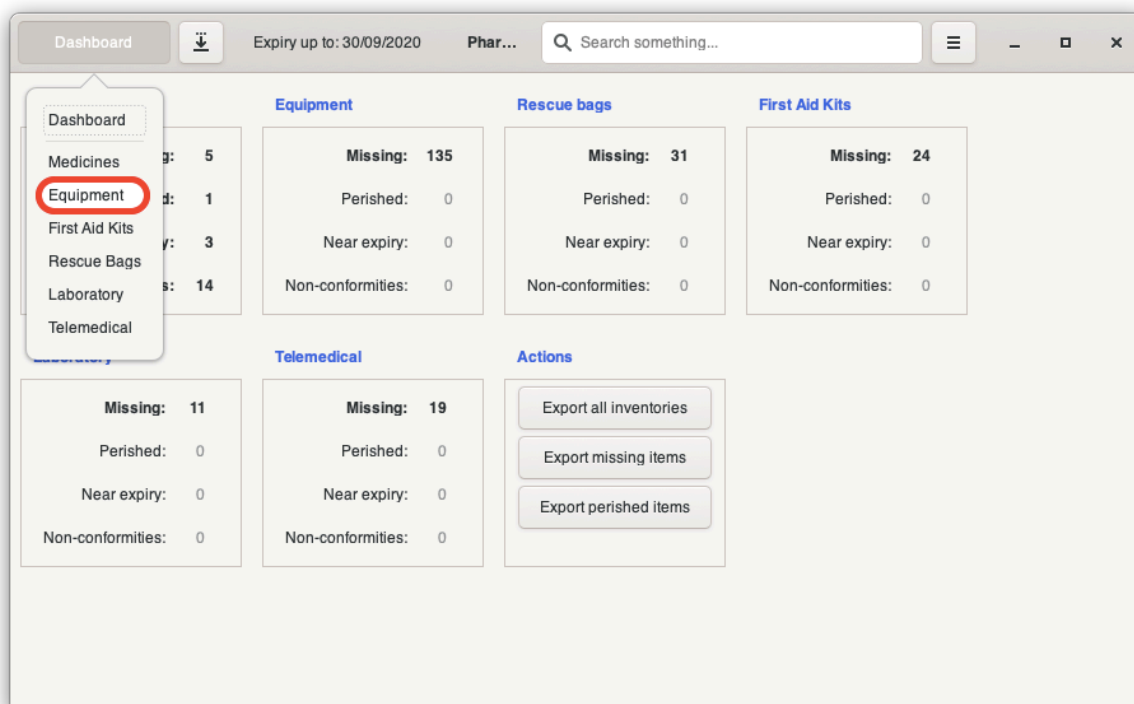 Dashboard
Expiry up to: 30/09/2020
Phar...
Search something...
Dashboard
Medicines
Equipment
First Aid Kits
Rescue Bags
Laboratory
Telemedical
g: 5
d: 1
y: 3
s: 14
Equipment
Missing: 135
Perished: 0
Near expiry: 0
Non-conformities: 0
Rescue bags
Missing: 31
Perished: 0
Near expiry: 0
Non-conformities: 0
First Aid Kits
Missing: 24
Perished: 0
Near expiry: 0
Non-conformities: 0
Laboratory
Missing: 11
Perished: 0
Near expiry: 0
Non-conformities: 0
Telemedical
Missing: 19
Perished: 0
Near expiry: 0
Non-conformities: 0
Actions
Export all inventories
Export missing items
Export perished items